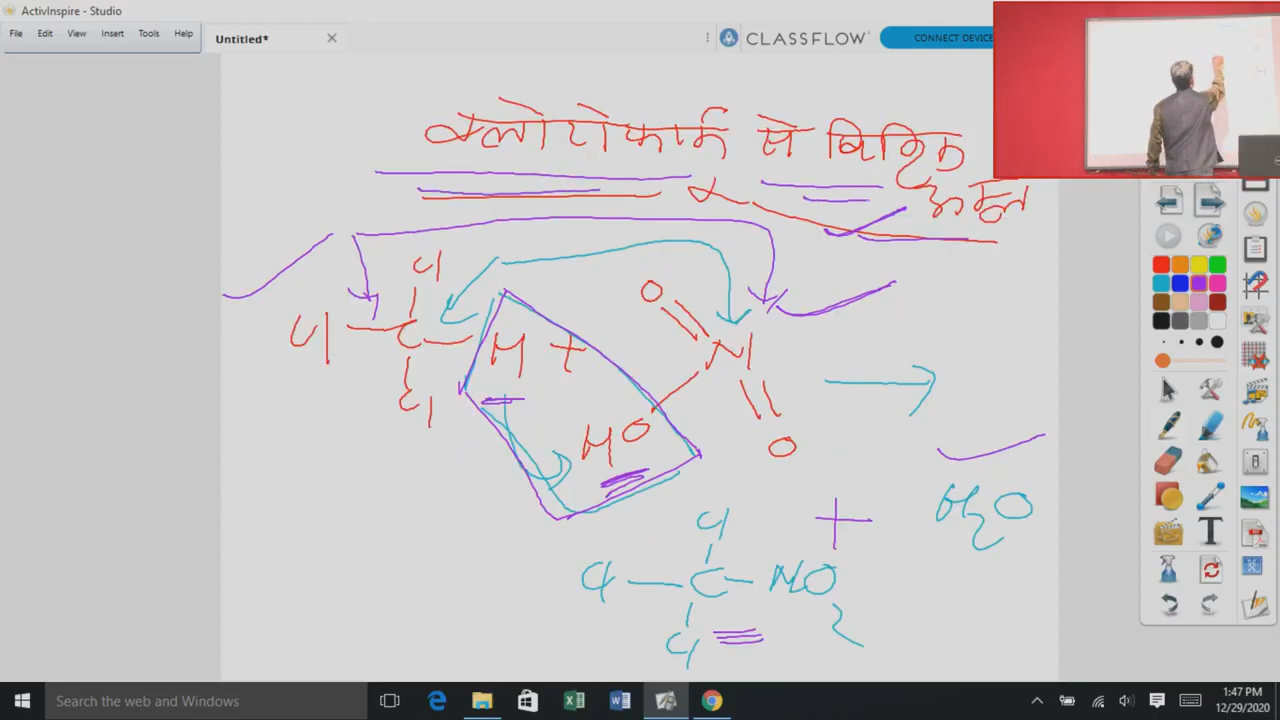 ActivInspire - Studio
File Edit View Insert Tools Help
Untitled*
CLASSFLOW
CONNECT DEVICE
क्लोरोफार्म से
अम्ल
Cl
Cl C H + HO N O O
Cl
H2O
Cl
+
Cl C NO2
Cl
Search the web and Windows
1:47 PM
12/29/2020